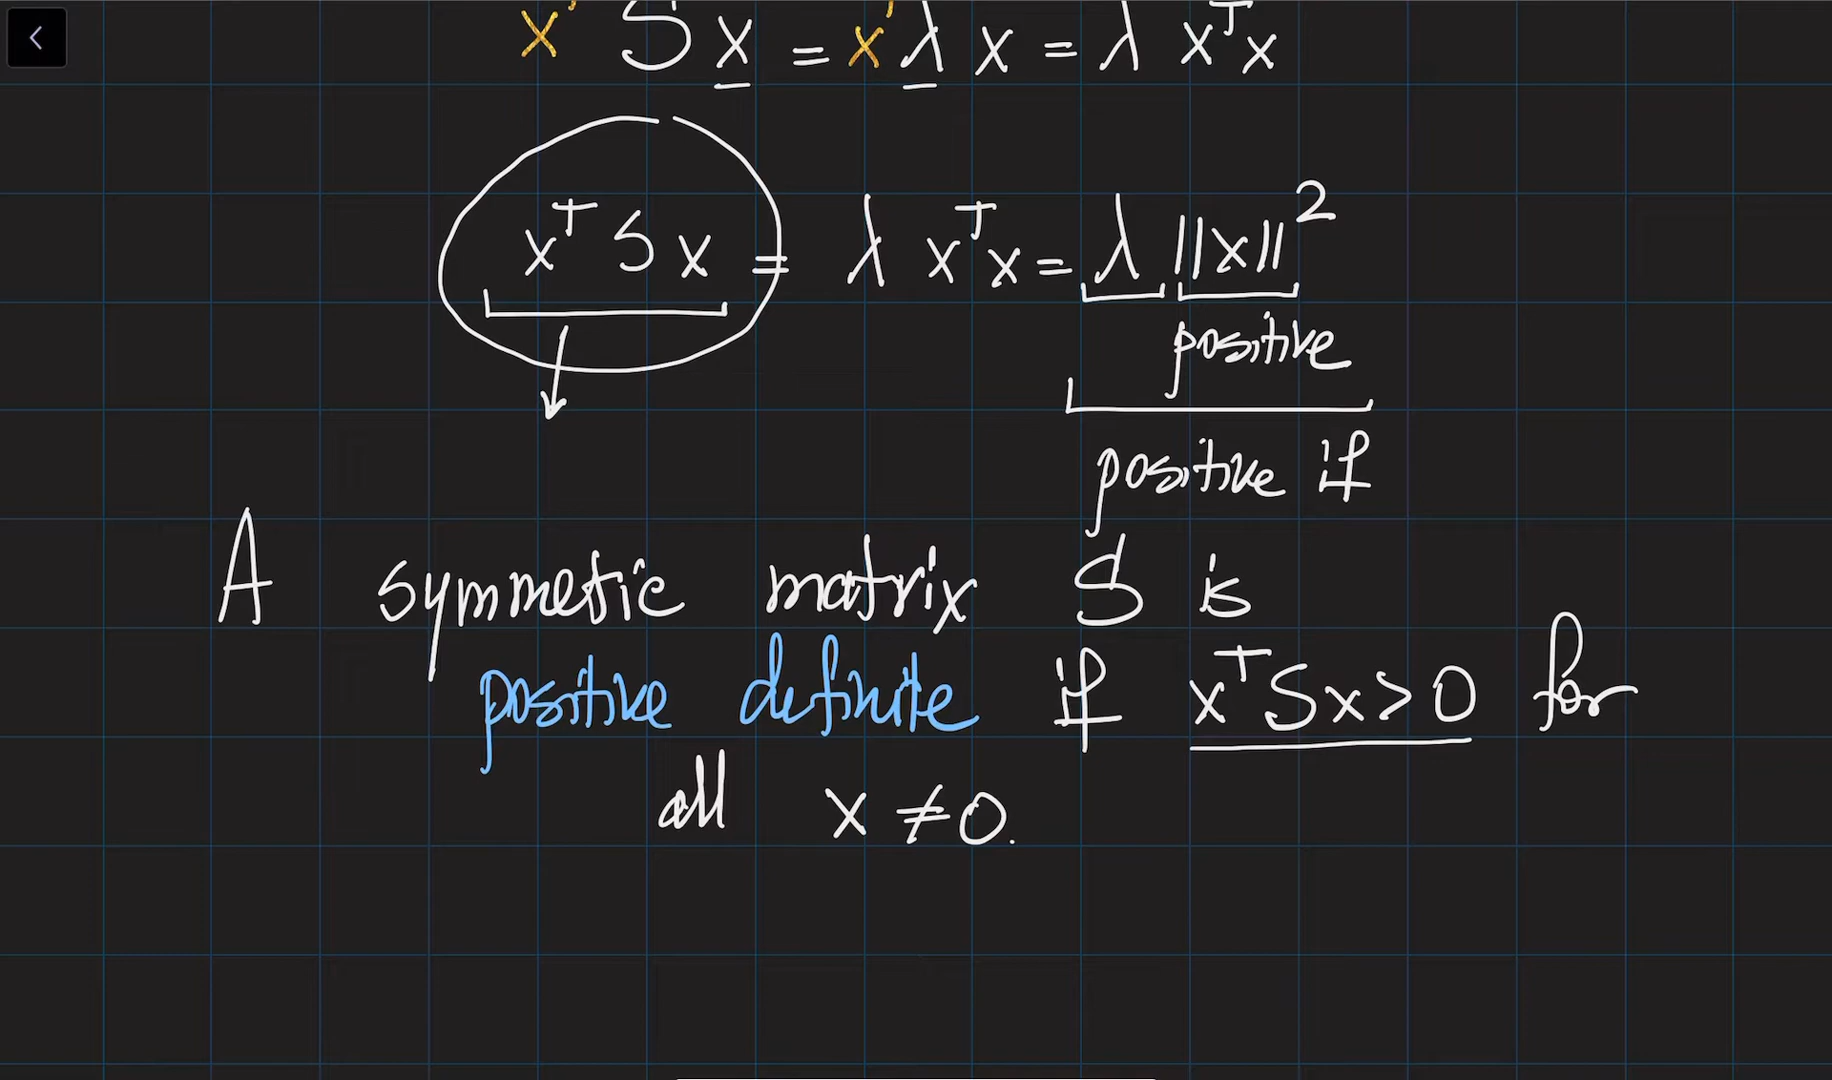 xᵀ S x = xᵀ λ x = λ xᵀx
xᵀ S x = λ xᵀx = λ ||x||²
positive
positive if
A symmetic matrix S is
positive definite if xᵀSx > 0 for
all x ≠ 0.